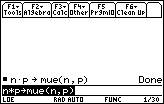 F1▾ Tools F2▾ Algebra F3▾ Calc F4▾ Other F5 PrgmIO F6▾ Clean Up
■ n·p → mue(n, p) Done
n*p→mue(n,p)
LOE RAD AUTO FUNC 1/30